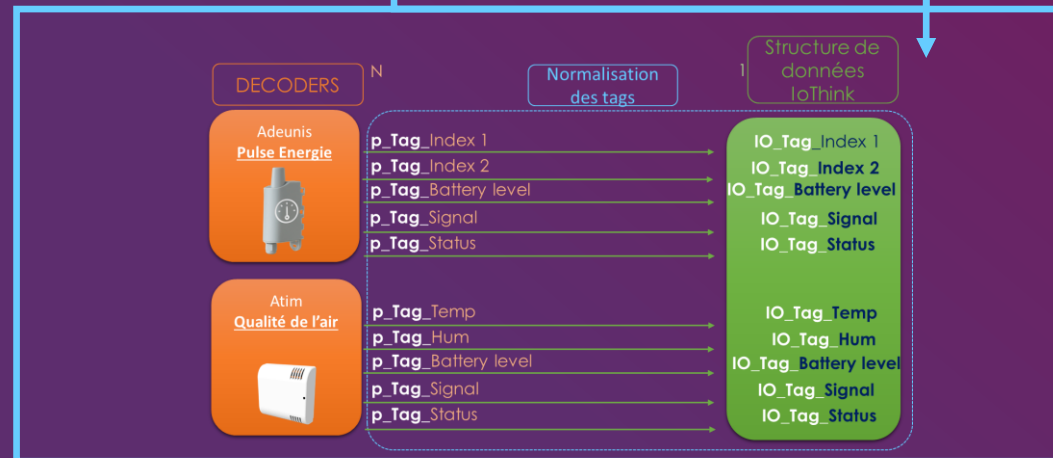 DECODERS
N
Normalisation
des tags
1
Structure de
données
IoThink
Adeunis
Pulse Energie
p_Tag_Index 1
p_Tag_Index 2
p_Tag_Battery level
p_Tag_Signal
p_Tag_Status
IO_Tag_Index 1
IO_Tag_Index 2
IO_Tag_Battery level
IO_Tag_Signal
IO_Tag_Status
Atim
Qualité de l'air
p_Tag_Temp
p_Tag_Hum
p_Tag_Battery level
p_Tag_Signal
p_Tag_Status
IO_Tag_Temp
IO_Tag_Hum
IO_Tag_Battery level
IO_Tag_Signal
IO_Tag_Status